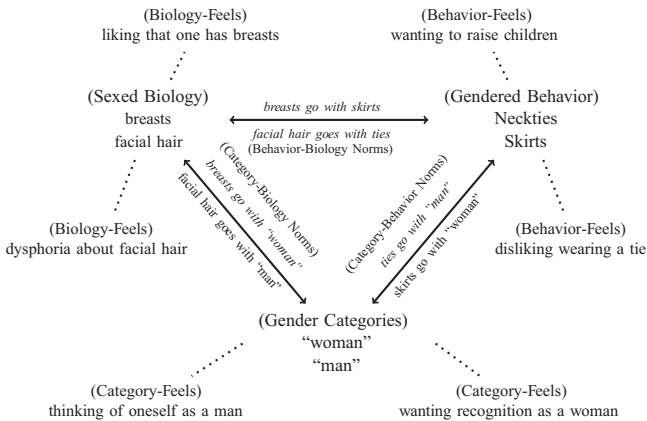 (Biology-Feels)
liking that one has breasts
(Behavior-Feels)
wanting to raise children
(Sexed Biology)
breasts
facial hair
breasts go with skirts
facial hair goes with ties
(Behavior-Biology Norms)
(Gendered Behavior)
Neckties
Skirts
(Category-Biology Norms)
breasts go with “woman”
facial hair goes with “man”
(Category-Behavior Norms)
ties go with “man”
skirts go with “woman”
(Biology-Feels)
dysphoria about facial hair
(Behavior-Feels)
disliking wearing a tie
(Gender Categories)
“woman”
“man”
(Category-Feels)
thinking of oneself as a man
(Category-Feels)
wanting recognition as a woman